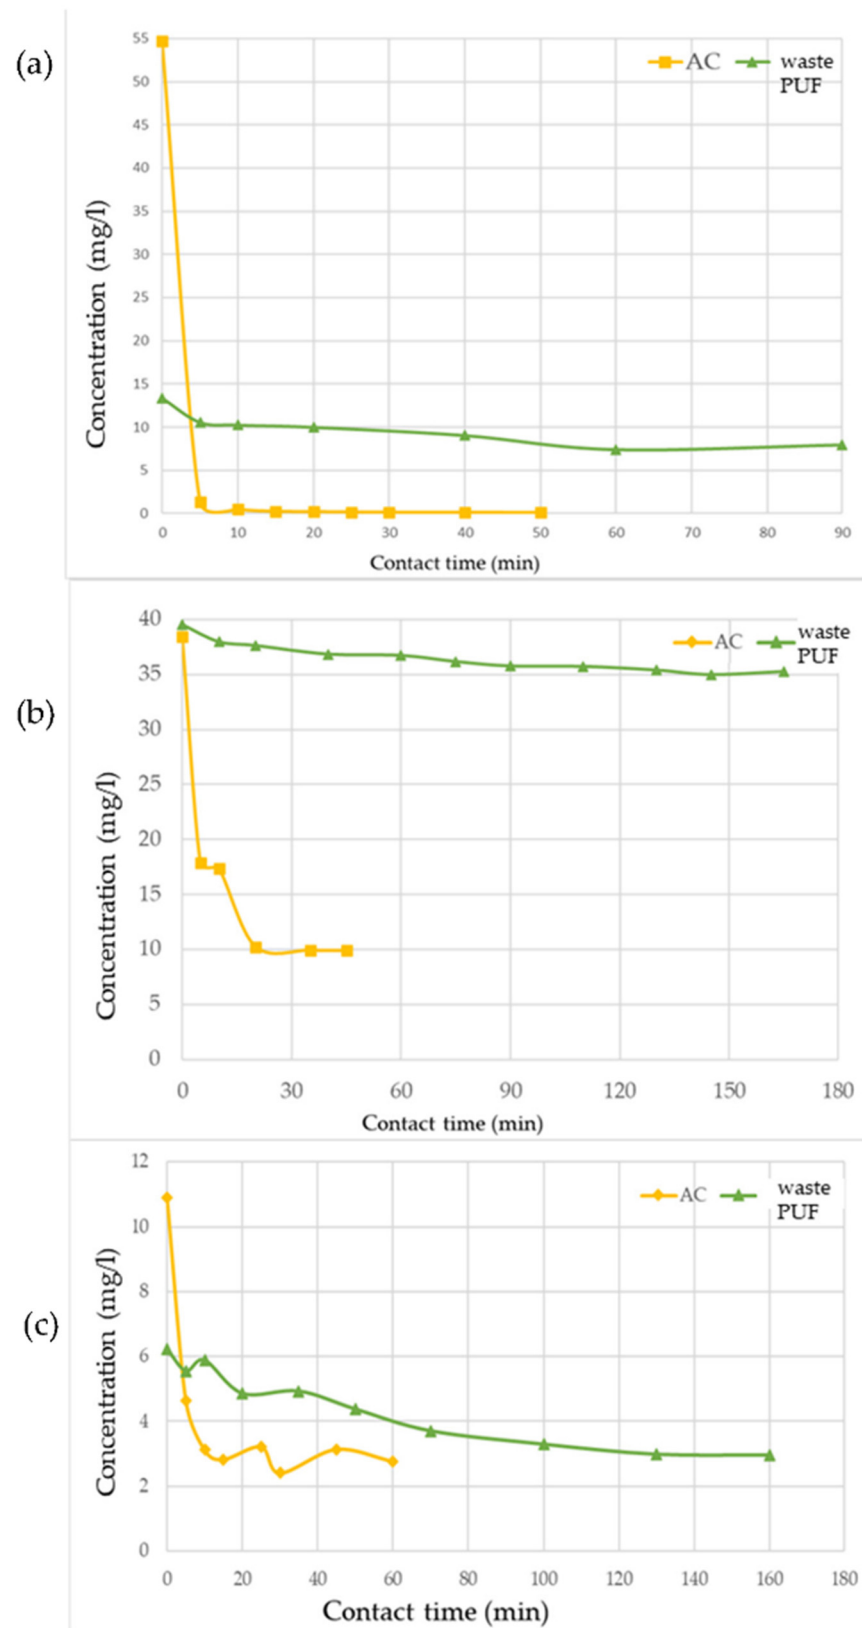 (a)
55
50
45
40
35
30
25
20
15
10
5
0
Concentration (mg/l)
AC waste
PUF
0 10 20 30 40 50 60 70 80 90
Contact time (min)
(b)
40
35
30
25
20
15
10
5
0
Concentration (mg/l)
AC waste
PUF
0 30 60 90 120 150 180
Contact time (min)
(c)
12
10
8
6
4
2
0
Concentration (mg/l)
AC waste
PUF
0 20 40 60 80 100 120 140 160 180
Contact time (min)